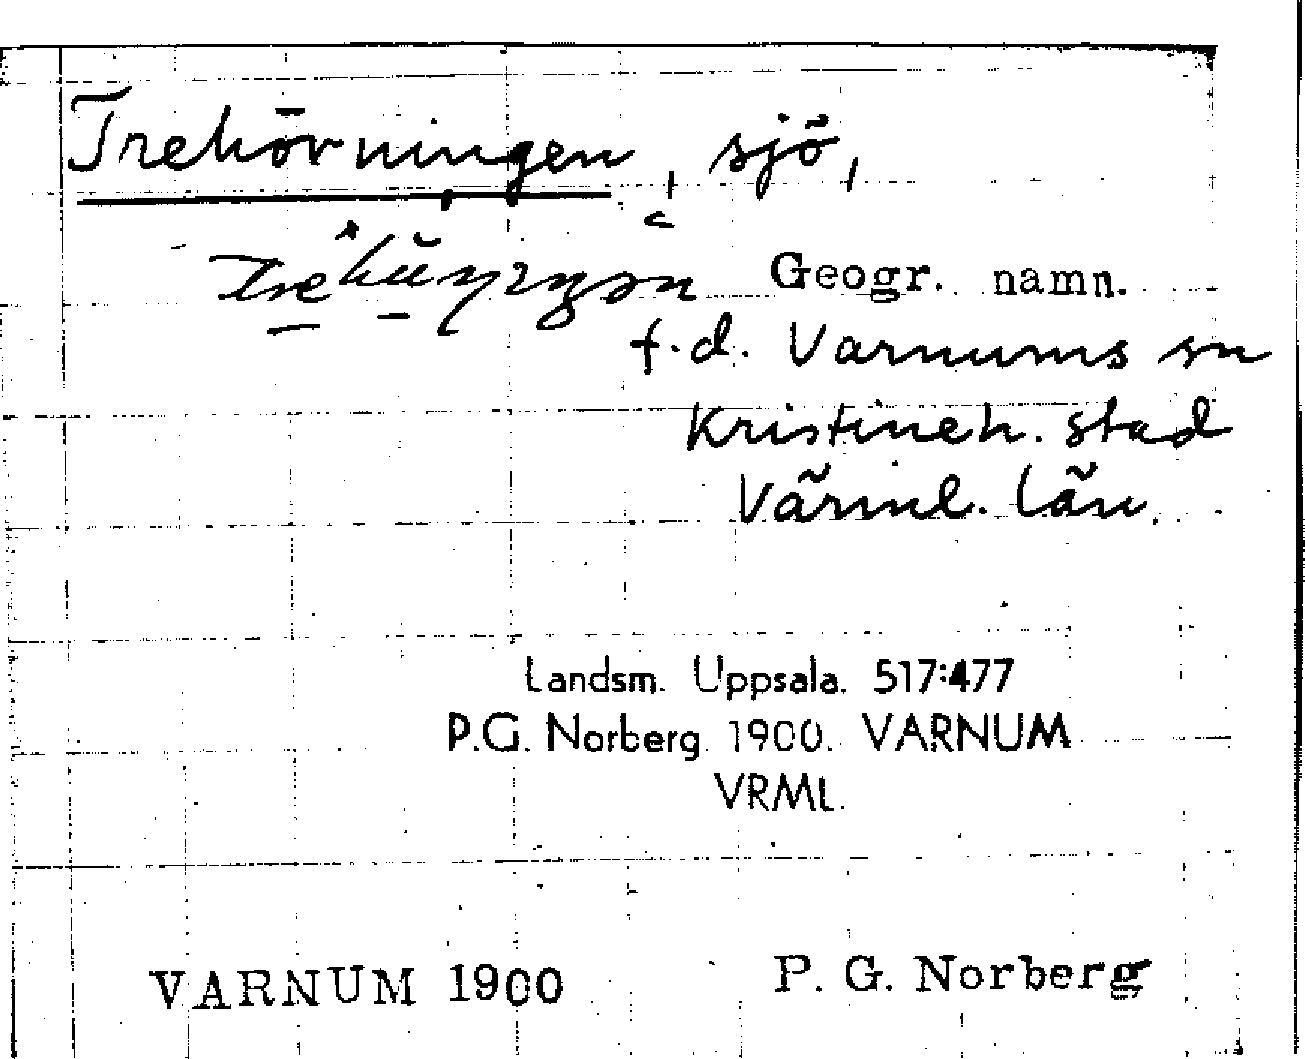 Trehörningen, sjö,
Geogr. namn.
f.d. Varnums sn
Kristineh. stad
Värml. län
Landsm. Uppsala. 517:477
P.G. Norberg. 1900. VARNUM
VRML.
VARNUM 1900 P. G. Norberg